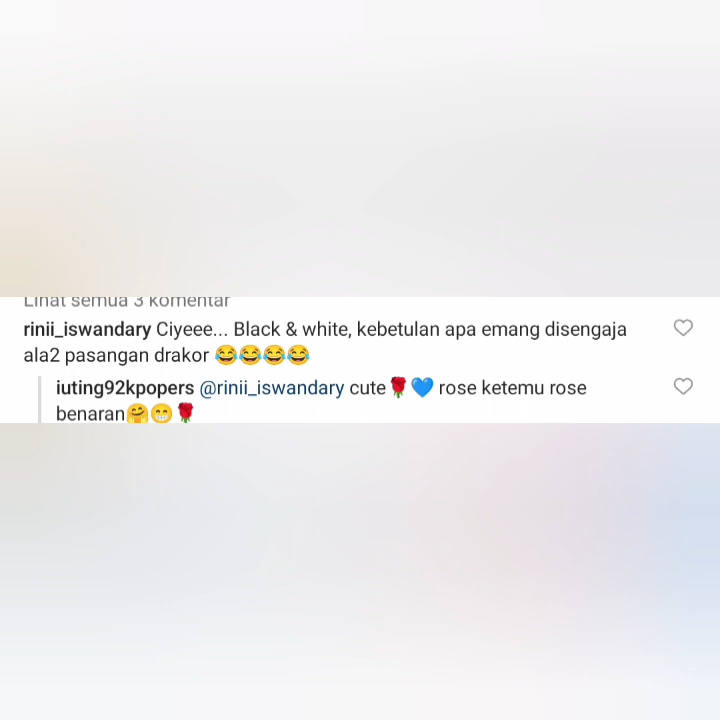 Lihat semua 3 komentar
rinii_iswandary Ciyeee... Black & white, kebetulan apa emang disengaja
ala2 pasangan drakor 😂😂😂😂
iuting92kpopers @rinii_iswandary cute🌹💙 rose ketemu rose
benaran🤗😁🌹